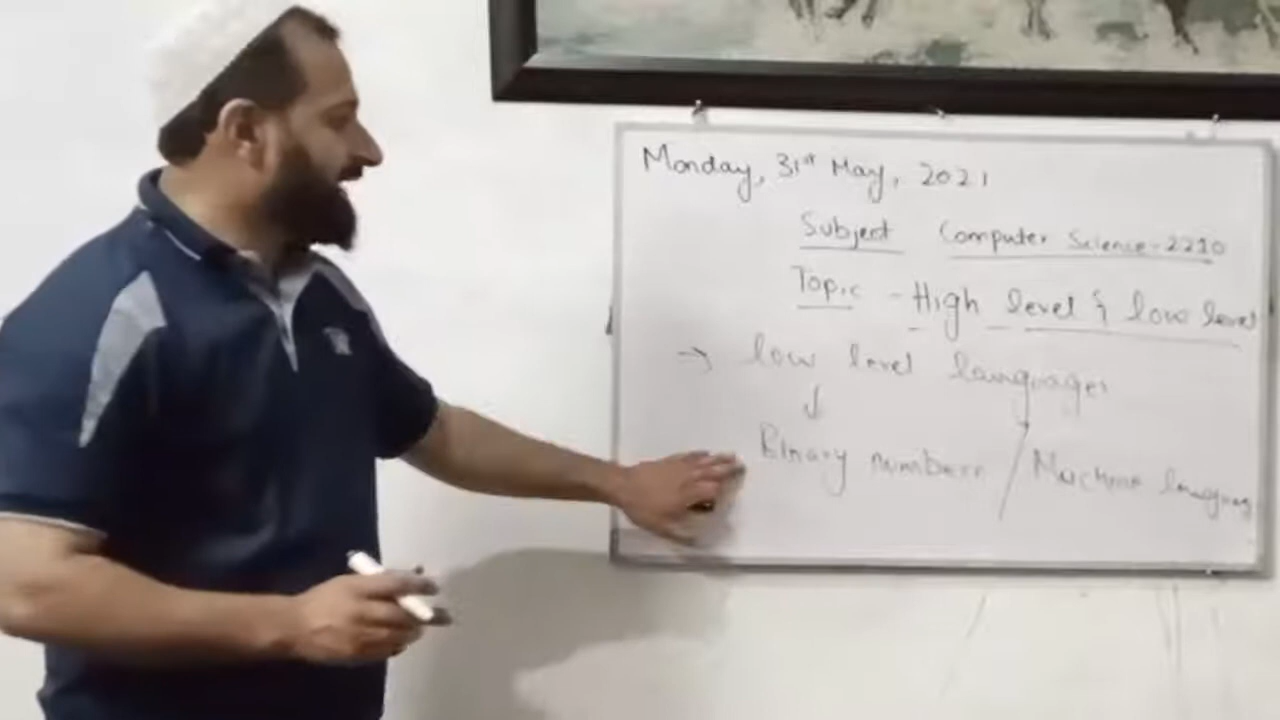 Monday, 31st May, 2021
Subject Computer Science-2210
Topic - High level & low level
→ low level languages
↓
Binary numbers / Machine language